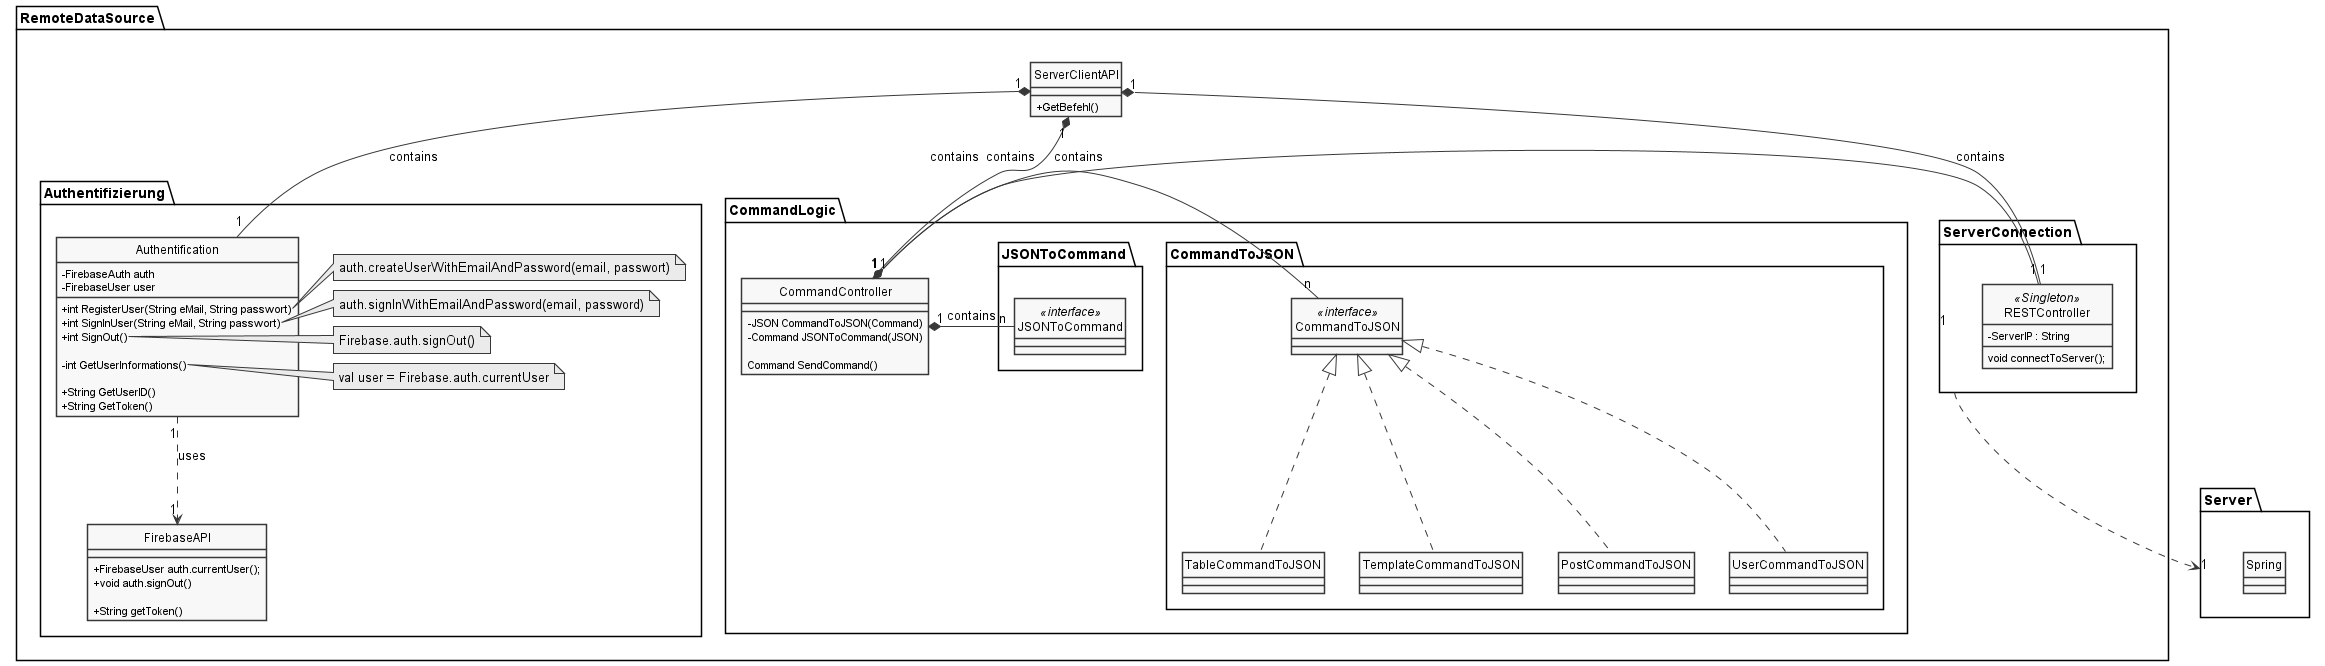 RemoteDataSource
ServerClientAPI
+GetBefehl()
1
1
1
contains
contains
contains
contains
contains
Authentifizierung
1
Authentification
-FirebaseAuth auth
-FirebaseUser user
+int RegisterUser(String eMail, String passwort)
+int SignInUser(String eMail, String passwort)
+int SignOut()
-int GetUserInformations()
+String GetUserID()
+String GetToken()
auth.createUserWithEmailAndPassword(email, passwort)
auth.signInWithEmailAndPassword(email, password)
Firebase.auth.signOut()
val user = Firebase.auth.currentUser
1
uses
1
FirebaseAPI
+FirebaseUser auth.currentUser();
+void auth.signOut()
+String getToken()
CommandLogic
1
1
CommandController
-JSON CommandToJSON(Command)
-Command JSONToCommand(JSON)
Command SendCommand()
1
contains
n
JSONToCommand
«interface»
JSONToCommand
CommandToJSON
n
«interface»
CommandToJSON
TableCommandToJSON
TemplateCommandToJSON
PostCommandToJSON
UserCommandToJSON
ServerConnection
1
1
«Singleton»
RESTController
-ServerIP : String
void connectToServer();
1
1
Server
Spring